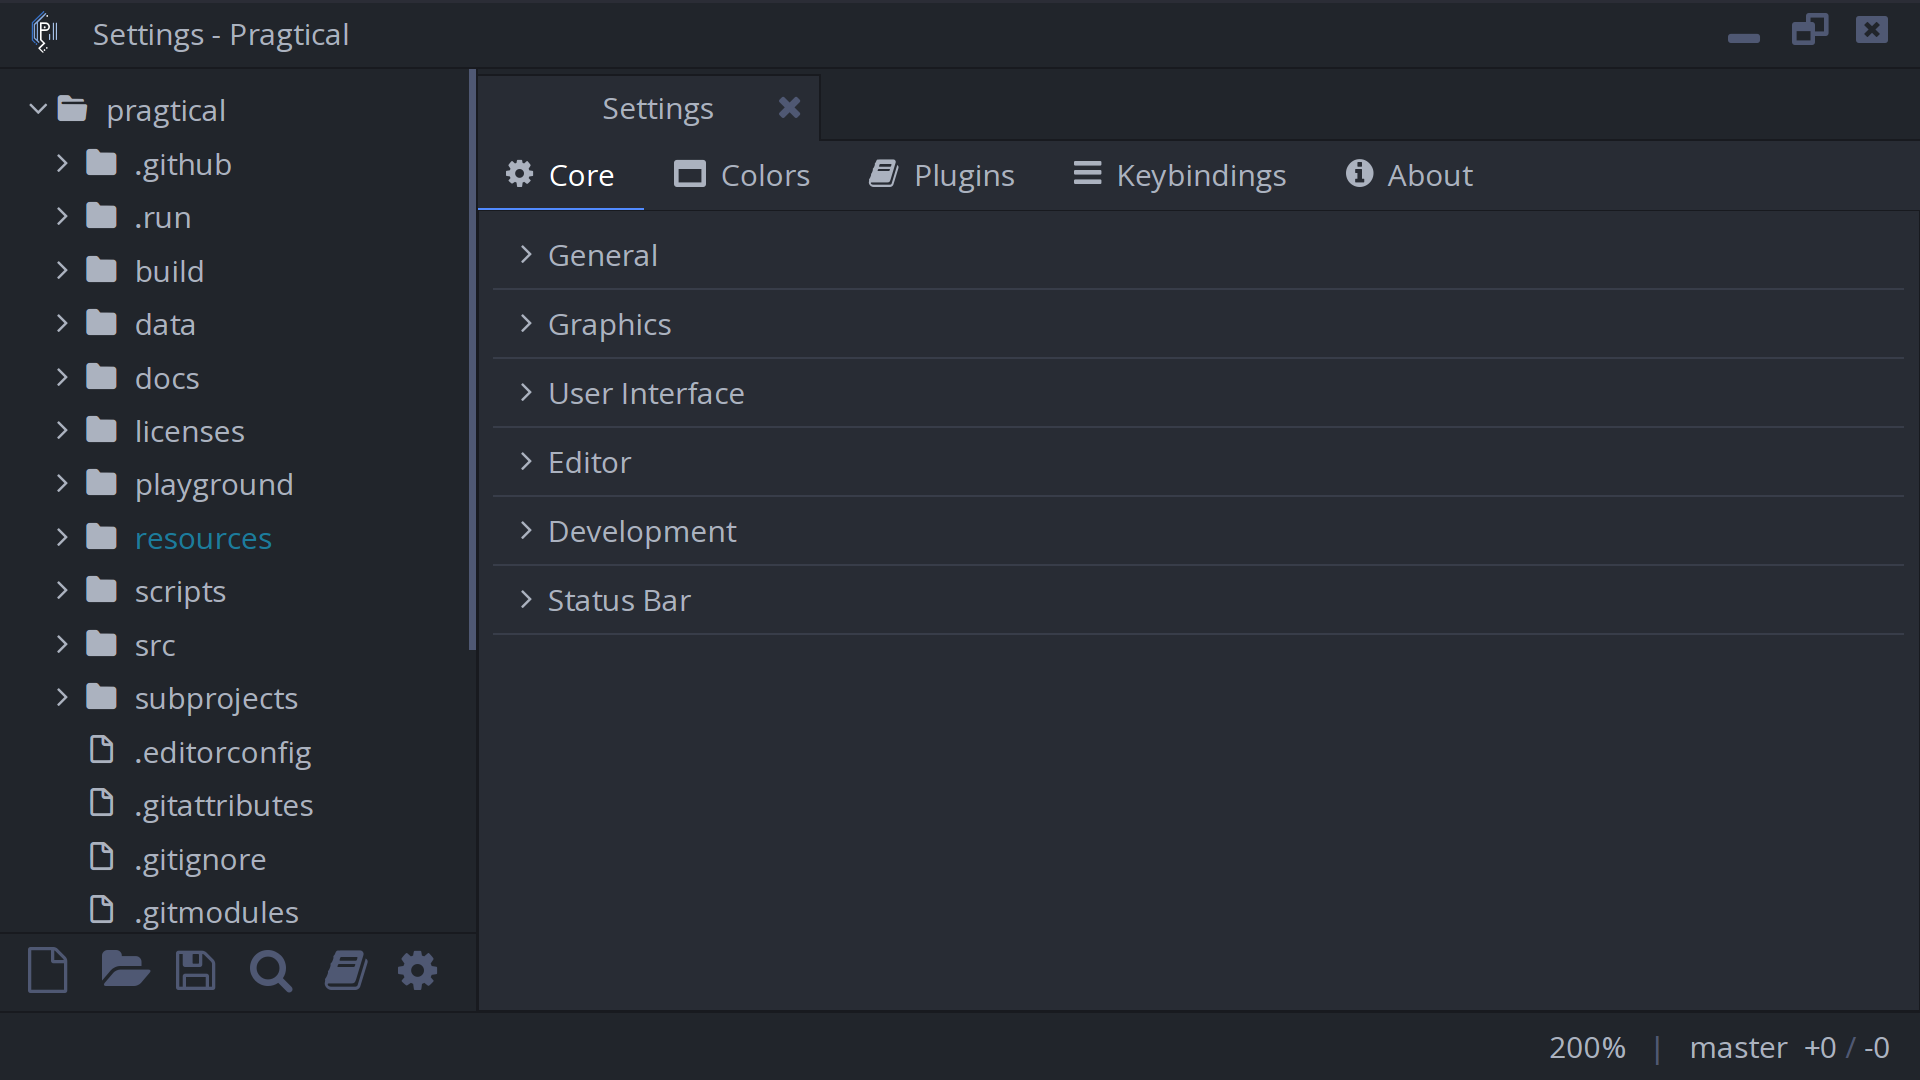 Settings - Pragtical
pragtical
.github
.run
build
data
docs
licenses
playground
resources
scripts
src
subprojects
.editorconfig
.gitattributes
.gitignore
.gitmodules
Settings
Core Colors Plugins Keybindings About
General
Graphics
User Interface
Editor
Development
Status Bar
200% | master +0 / -0